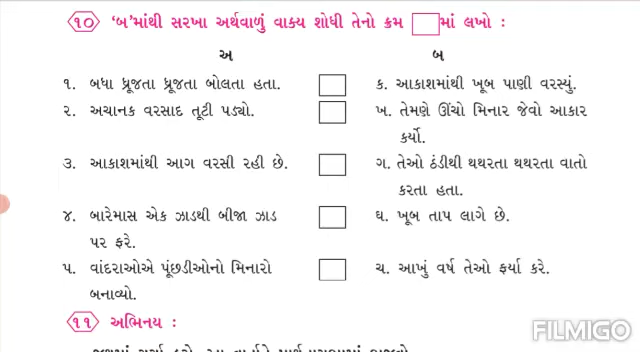 ૧૦ ‘બ’માંથી સરખા અર્થવાળું વાક્ય શોધી તેનો ક્રમ માં લખો :
અ બ
૧. બધા ધ્રૂજતા ધ્રૂજતા બોલતા હતા. ક. આકાશમાંથી ખૂબ પાણી વરસ્યું.
૨. અચાનક વરસાદ તૂટી પડ્યો. ખ. તેમણે ઊંચો મિનાર જેવો આકાર
કર્યો.
૩. આકાશમાંથી આગ વરસી રહી છે. ગ. તેઓ ઠંડીથી થથરતા થથરતા વાતો
કરતા હતા.
૪. બારેમાસ એક ઝાડથી બીજા ઝાડ ઘ. ખૂબ તાપ લાગે છે.
પર ફરે.
૫. વાંદરાઓએ પૂંછડીઓનો મિનારો ચ. આખું વર્ષ તેઓ ફર્યા કરે.
બનાવ્યો.
૧૧ અભિનય :
FILMIGO